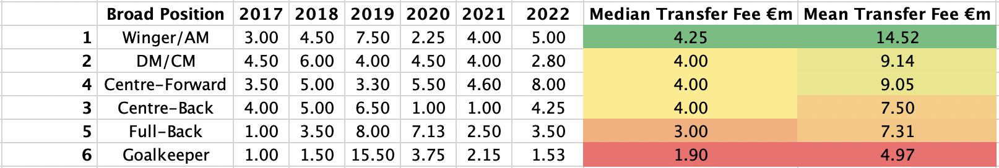 Broad Position 2017 2018 2019 2020 2021 2022 Median Transfer Fee €m Mean Transfer Fee €m
1 Winger/AM 3.00 4.50 7.50 2.25 4.00 5.00 4.25 14.52
2 DM/CM 4.50 6.00 4.00 4.50 4.00 2.80 4.00 9.14
4 Centre-Forward 3.50 5.00 3.30 5.50 4.60 8.00 4.00 9.05
3 Centre-Back 4.00 5.00 6.50 1.00 1.00 4.25 4.00 7.50
5 Full-Back 1.00 3.50 8.00 7.13 2.50 3.50 3.00 7.31
6 Goalkeeper 1.00 1.50 15.50 3.75 2.15 1.53 1.90 4.97